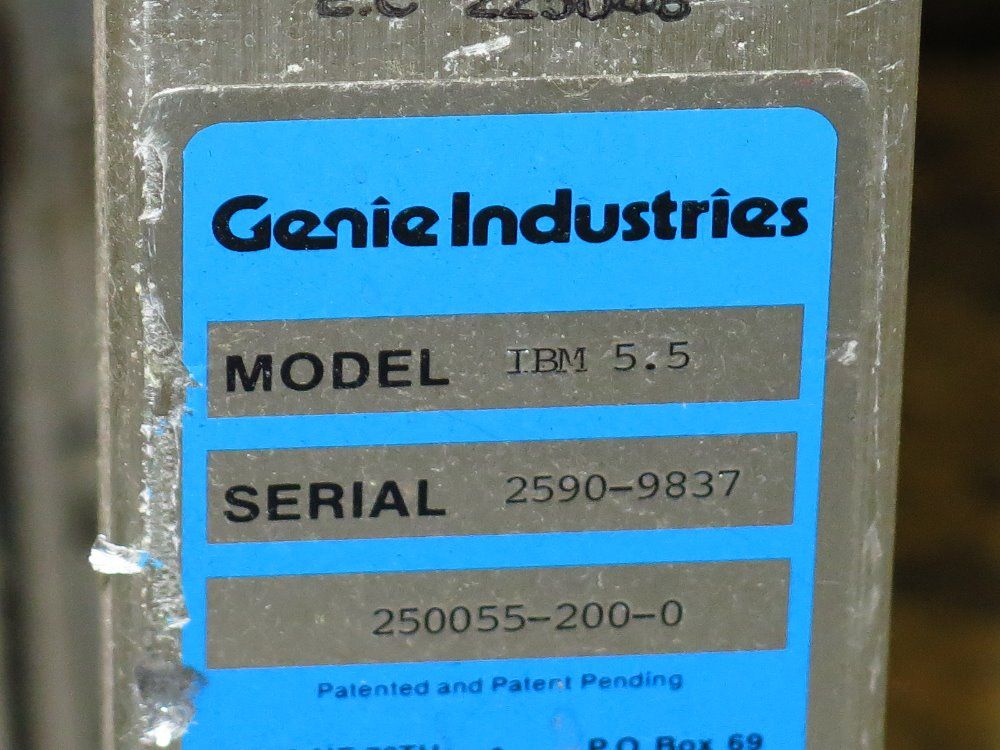 Genie Industries
MODEL IBM 5.5
SERIAL 2590-9837
250055-200-0
Patented and Patent Pending
P.O. Box 69